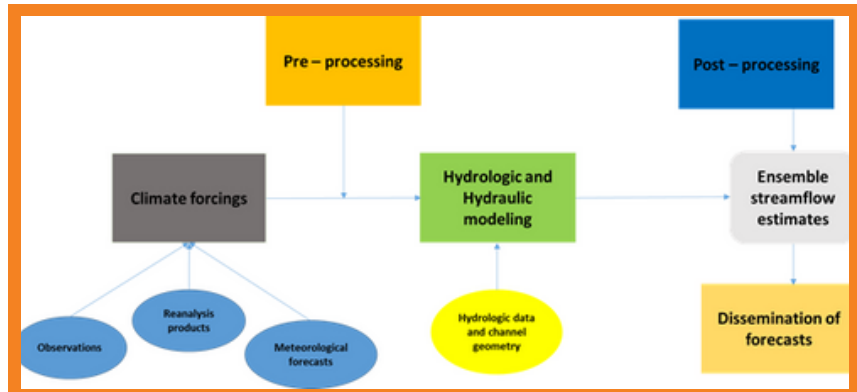 Pre – processing
Post – processing
Climate forcings
Hydrologic and
Hydraulic
modeling
Ensemble
streamflow
estimates
Observations
Reanalysis
products
Meteorological
forecasts
Hydrologic data
and channel
geometry
Dissemination of
forecasts